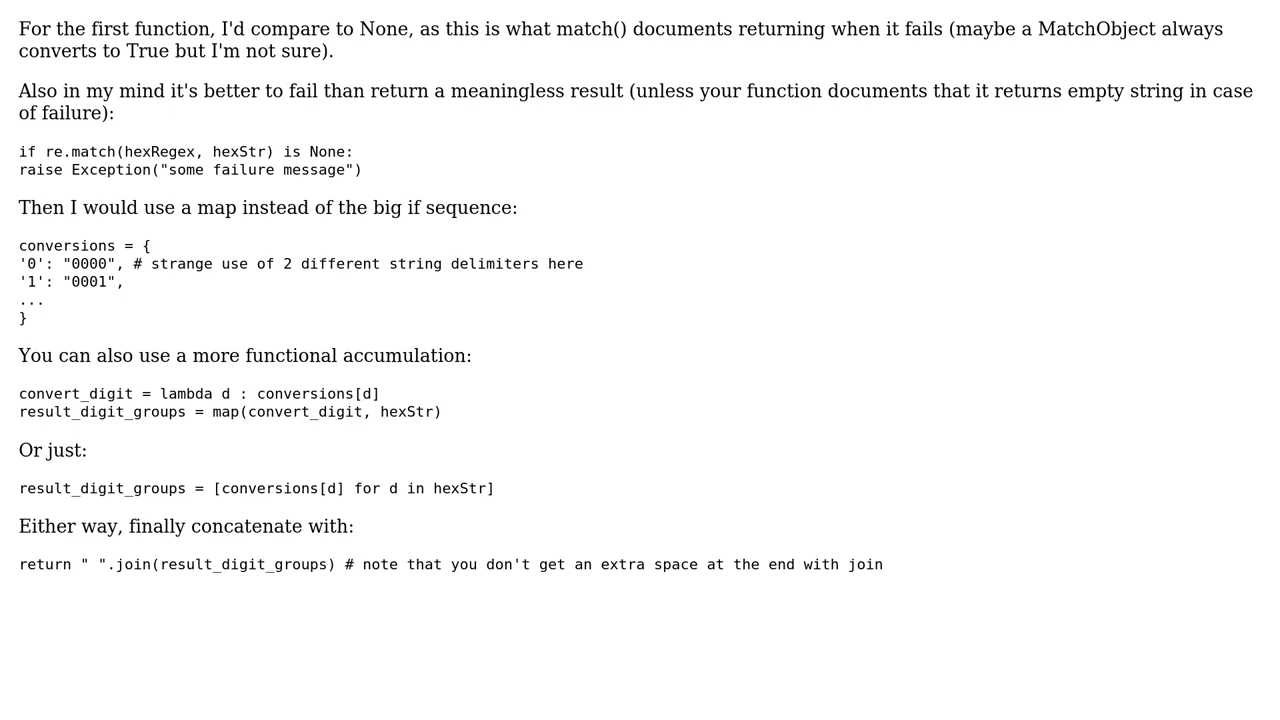 For the first function, I'd compare to None, as this is what match() documents returning when it fails (maybe a MatchObject always
converts to True but I'm not sure).
Also in my mind it's better to fail than return a meaningless result (unless your function documents that it returns empty string in case
of failure):
if re.match(hexRegex, hexStr) is None:
raise Exception("some failure message")
Then I would use a map instead of the big if sequence:
conversions = {
'0': "0000", # strange use of 2 different string delimiters here
'1': "0001",
...
}
You can also use a more functional accumulation:
convert_digit = lambda d : conversions[d]
result_digit_groups = map(convert_digit, hexStr)
Or just:
result_digit_groups = [conversions[d] for d in hexStr]
Either way, finally concatenate with:
return " ".join(result_digit_groups) # note that you don't get an extra space at the end with join